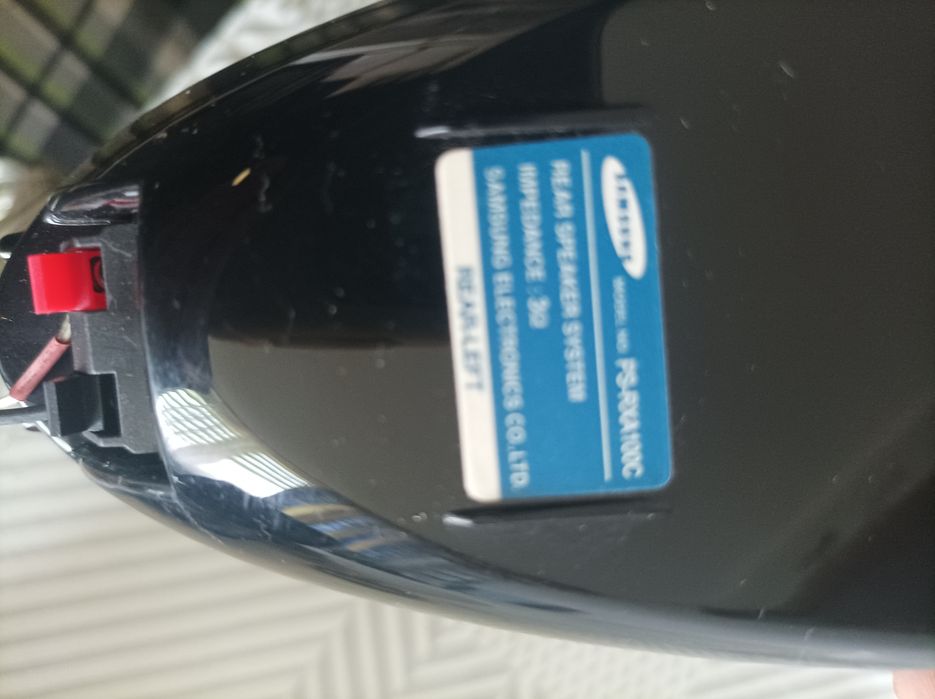 SAMSUNG
MODEL NO. PS-RXA100C
REAR SPEAKER SYSTEM
IMPEDANCE : 3Ω
SAMSUNG ELECTRONICS CO.,LTD.
REAR-LEFT